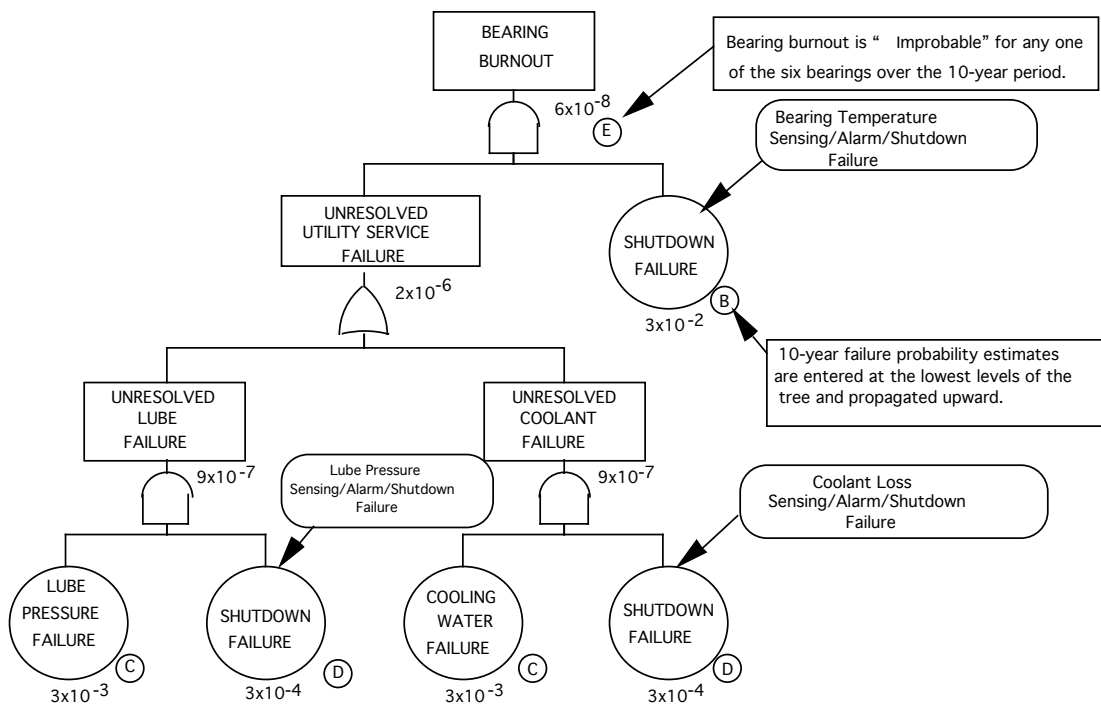 BEARING
BURNOUT
6x10-8
E
Bearing burnout is “ Improbable” for any one
of the six bearings over the 10-year period.
Bearing Temperature
Sensing/Alarm/Shutdown
Failure
UNRESOLVED
UTILITY SERVICE
FAILURE
2x10-6
SHUTDOWN
FAILURE
B
3x10-2
10-year failure probability estimates
are entered at the lowest levels of the
tree and propagated upward.
UNRESOLVED
LUBE
FAILURE
9x10-7
UNRESOLVED
COOLANT
FAILURE
9x10-7
Lube Pressure
Sensing/Alarm/Shutdown
Failure
Coolant Loss
Sensing/Alarm/Shutdown
Failure
LUBE
PRESSURE
FAILURE
C
3x10-3
SHUTDOWN
FAILURE
D
3x10-4
COOLING
WATER
FAILURE
C
3x10-3
SHUTDOWN
FAILURE
D
3x10-4